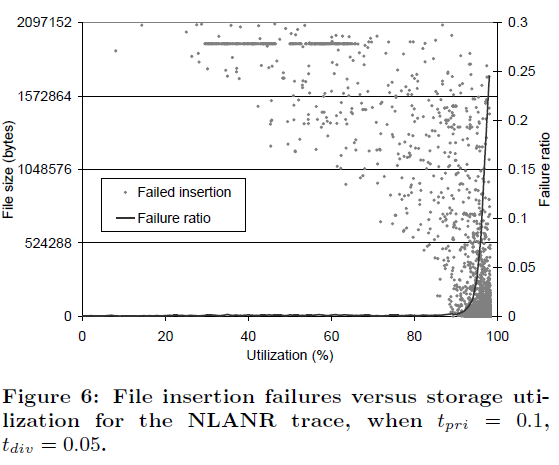 2097152
1572864
1048576
524288
0
File size (bytes)
0.3
0.25
0.2
0.15
0.1
0.05
0
Failure ratio
Failed insertion
Failure ratio
0 20 40 60 80 100
Utilization (%)
Figure 6: File insertion failures versus storage uti-
lization for the NLANR trace, when t_pri = 0.1,
t_div = 0.05.